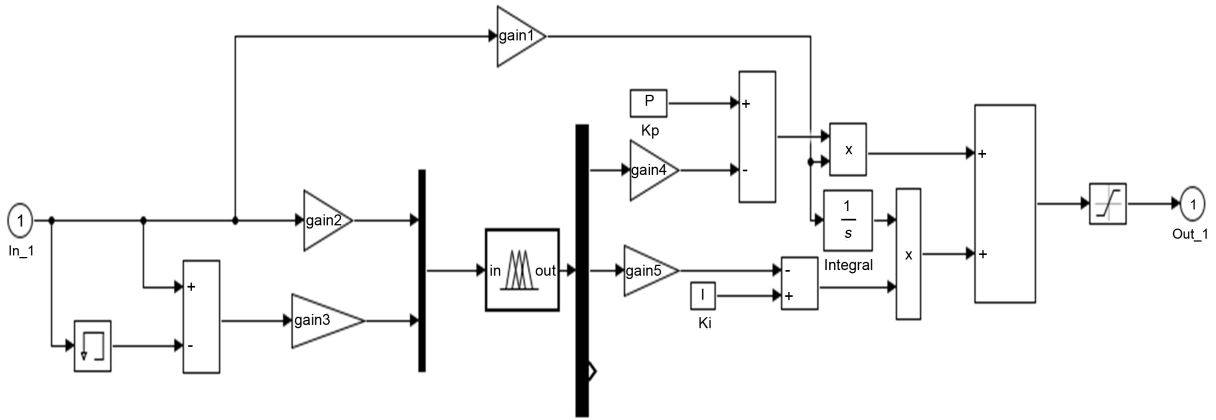 gain1
P
+
Kp
gain4
-
x
+
1
In_1
gain2
1
s
Integral
x
1
Out_1
in
out
gain5
-
+
I
Ki
+
+
-
gain3